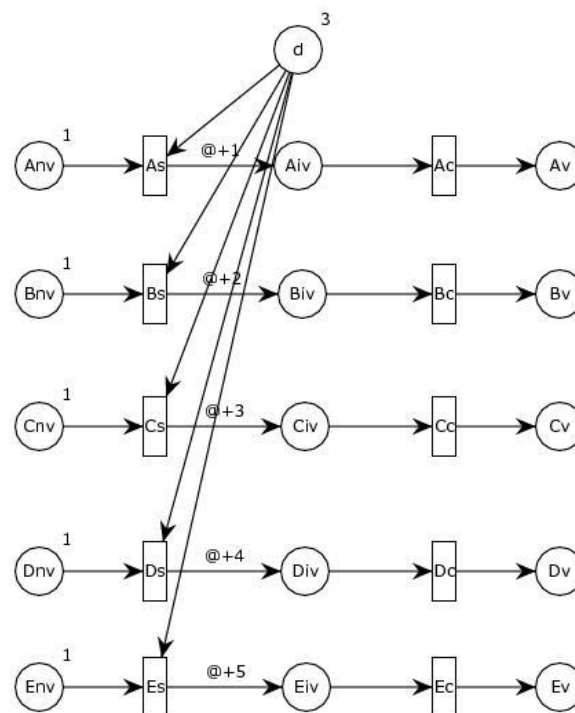 3
d
1
Anv As @+1 Aiv Ac Av
1
Bnv Bs @+2 Biv Bc Bv
1
Cnv Cs @+3 Civ Cc Cv
1
Dnv Ds @+4 Div Dc Dv
1
Env Es @+5 Eiv Ec Ev